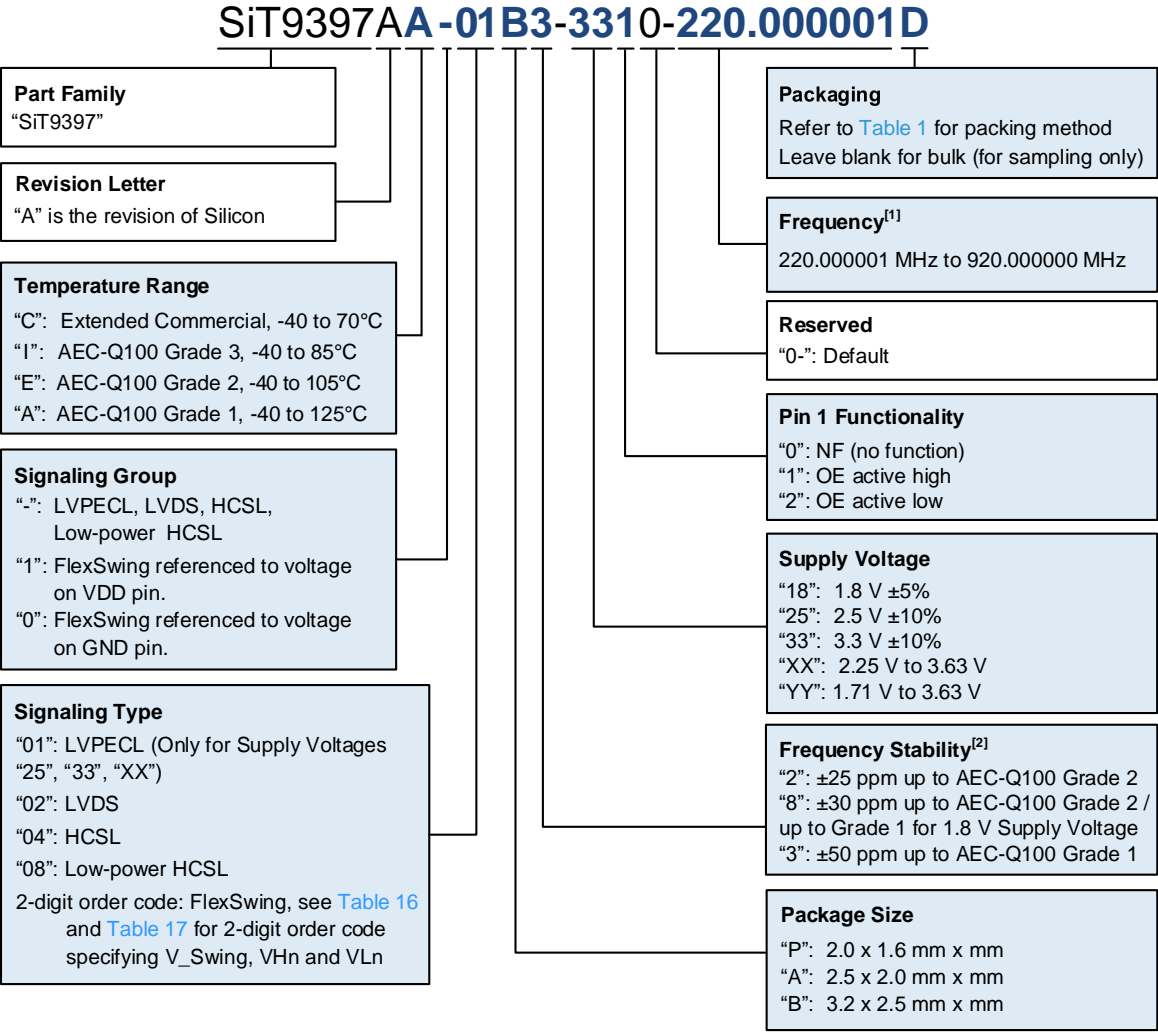 SiT9397AA-01B3-3310-220.000001D
Part Family
“SiT9397”
Revision Letter
“A” is the revision of Silicon
Temperature Range
“C”: Extended Commercial, -40 to 70°C
“I”: AEC-Q100 Grade 3, -40 to 85°C
“E”: AEC-Q100 Grade 2, -40 to 105°C
“A”: AEC-Q100 Grade 1, -40 to 125°C
Signaling Group
“-”: LVPECL, LVDS, HCSL,
Low-power HCSL
“1”: FlexSwing referenced to voltage
on VDD pin.
“0”: FlexSwing referenced to voltage
on GND pin.
Signaling Type
“01”: LVPECL (Only for Supply Voltages
“25”, “33”, “XX”)
“02”: LVDS
“04”: HCSL
“08”: Low-power HCSL
2-digit order code: FlexSwing, see Table 16
and Table 17 for 2-digit order code
specifying V_Swing, VHn and VLn
Packaging
Refer to Table 1 for packing method
Leave blank for bulk (for sampling only)
Frequency[1]
220.000001 MHz to 920.000000 MHz
Reserved
“0-”: Default
Pin 1 Functionality
“0”: NF (no function)
“1”: OE active high
“2”: OE active low
Supply Voltage
“18”: 1.8 V ±5%
“25”: 2.5 V ±10%
“33”: 3.3 V ±10%
“XX”: 2.25 V to 3.63 V
“YY”: 1.71 V to 3.63 V
Frequency Stability[2]
“2”: ±25 ppm up to AEC-Q100 Grade 2
“8”: ±30 ppm up to AEC-Q100 Grade 2 /
up to Grade 1 for 1.8 V Supply Voltage
“3”: ±50 ppm up to AEC-Q100 Grade 1
Package Size
“P”: 2.0 x 1.6 mm x mm
“A”: 2.5 x 2.0 mm x mm
“B”: 3.2 x 2.5 mm x mm